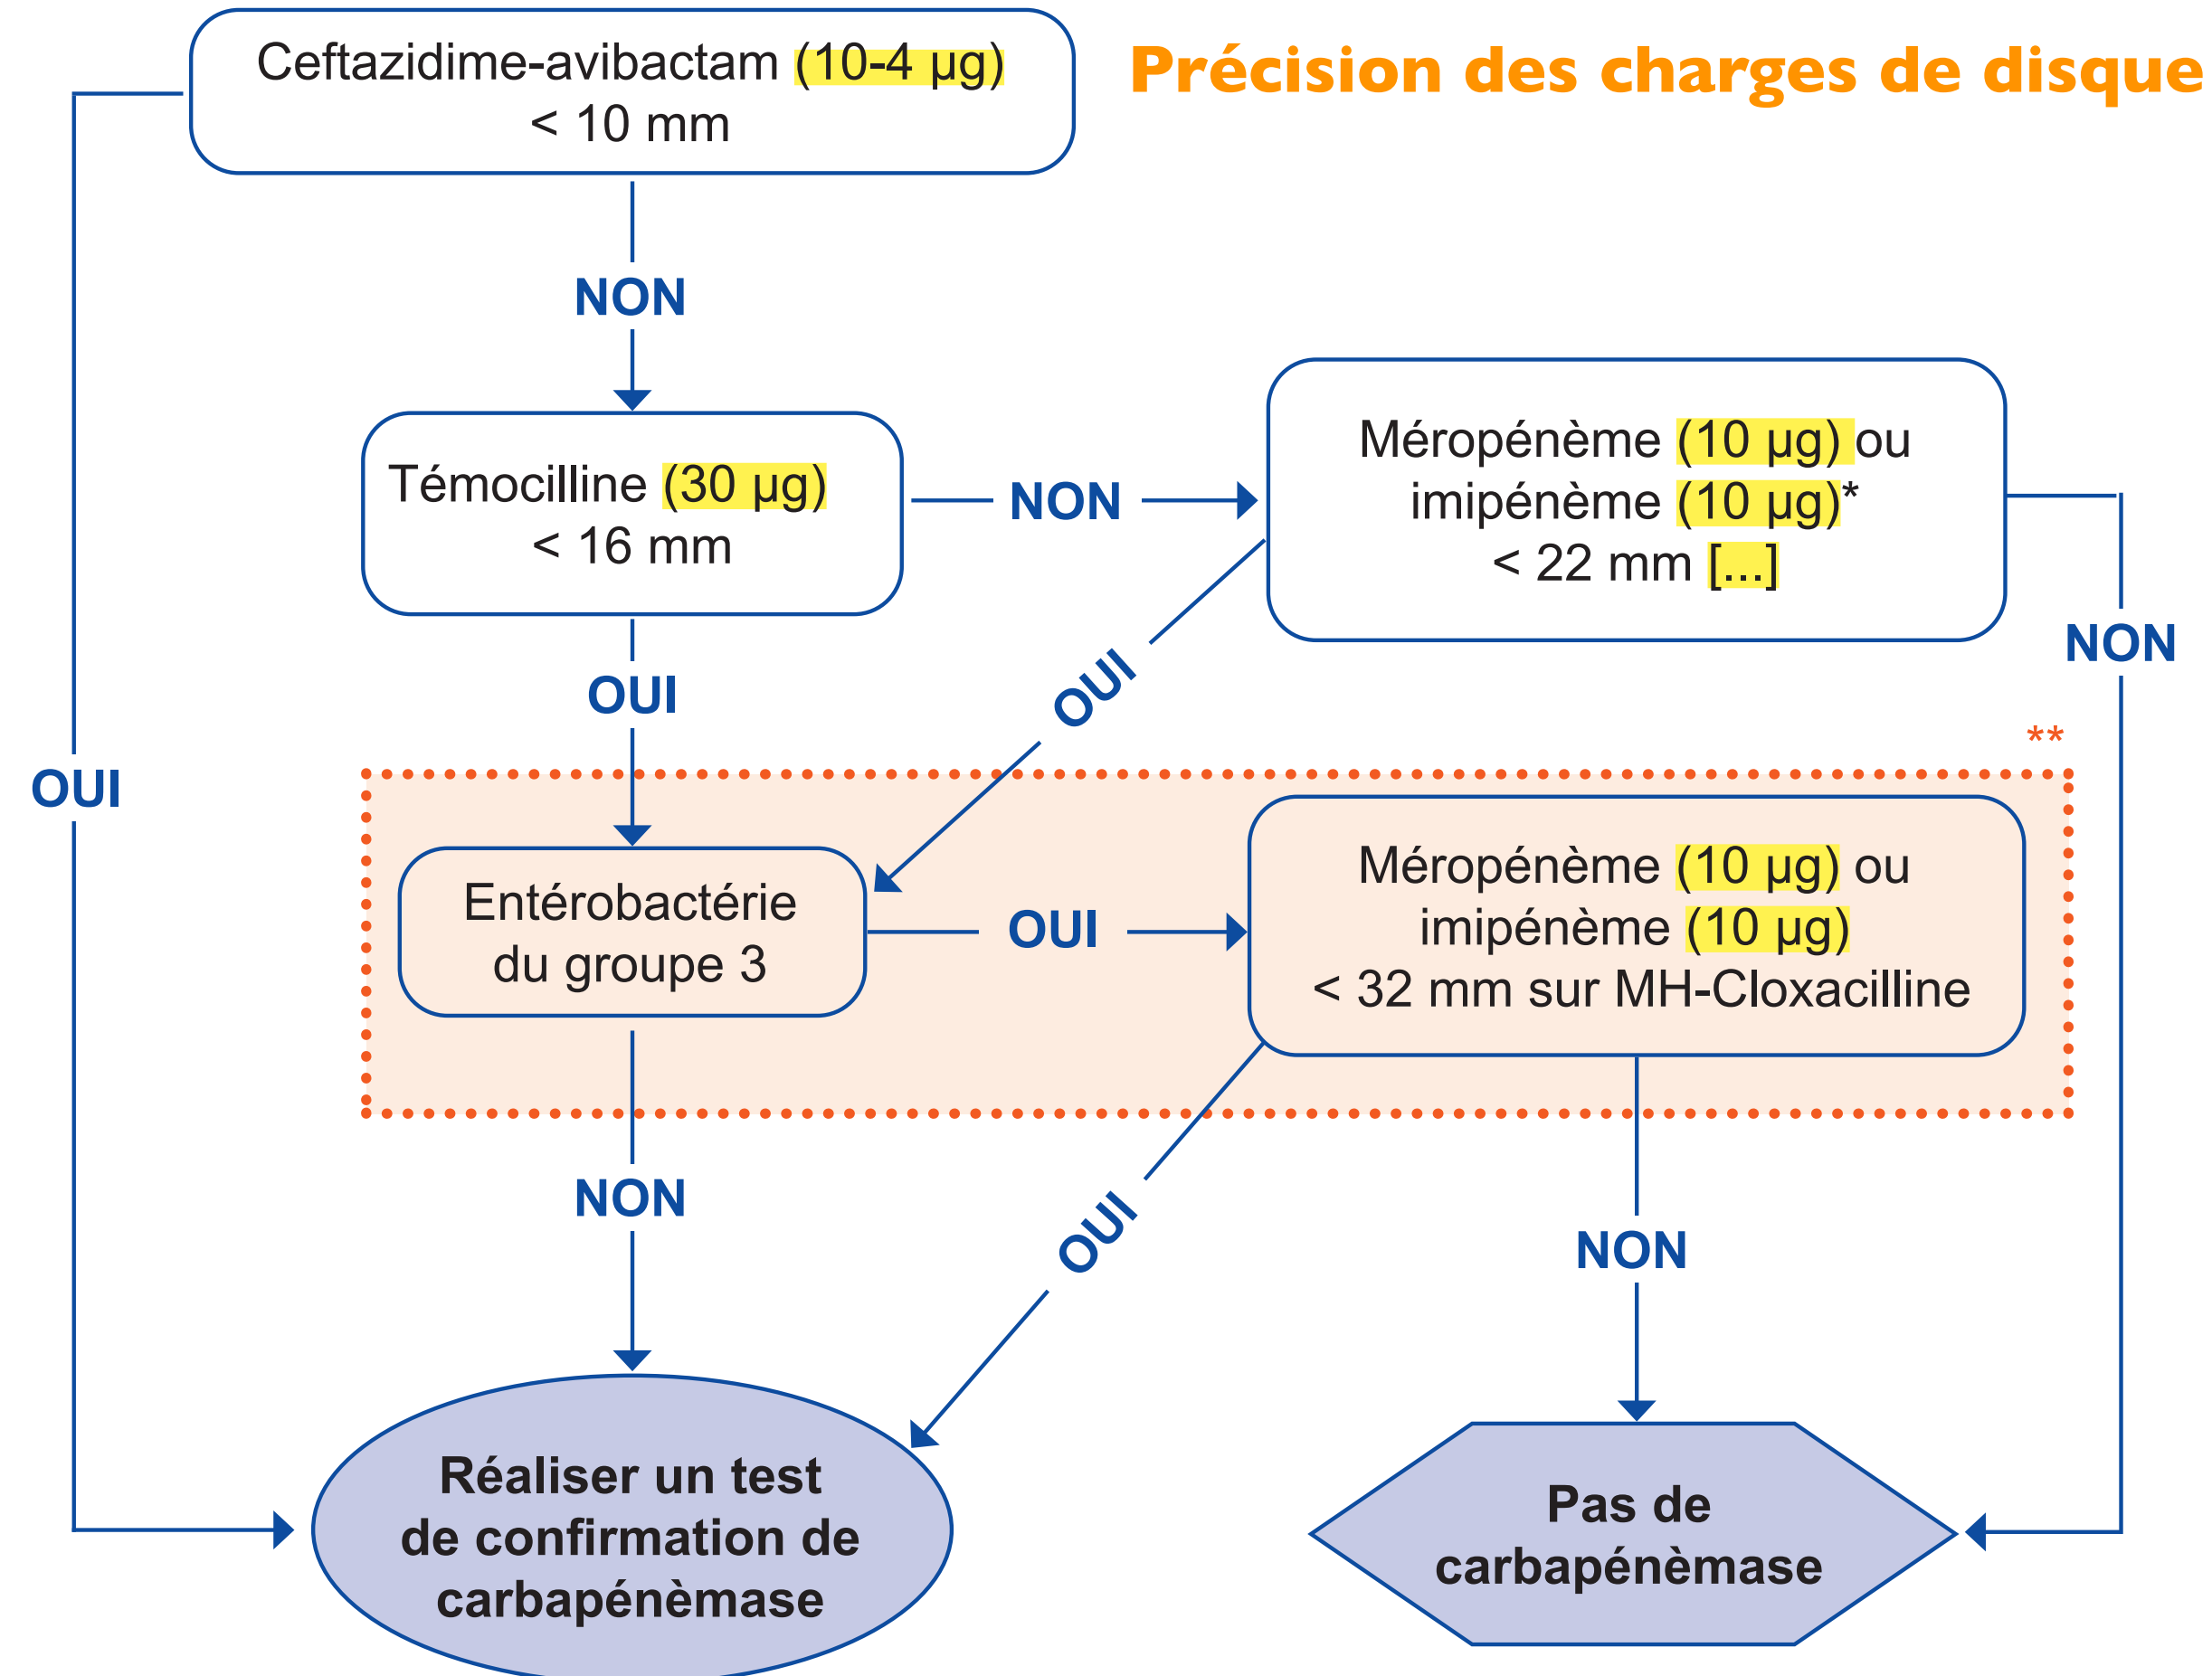 Ceftazidime-avibactam (10-4 µg)
< 10 mm
Précision des charges de disque
NON
Témocilline (30 µg)
< 16 mm
NON
Méropénème (10 µg) ou
imipénème (10 µg)*
< 22 mm [...]
NON
OUI
OUI
OUI
**
Entérobactérie
du groupe 3
OUI
Méropénème (10 µg) ou
imipénème (10 µg)
< 32 mm sur MH-Cloxacilline
NON
OUI
NON
Réaliser un test
de confirmation de
carbapénèmase
Pas de
carbapénèmase